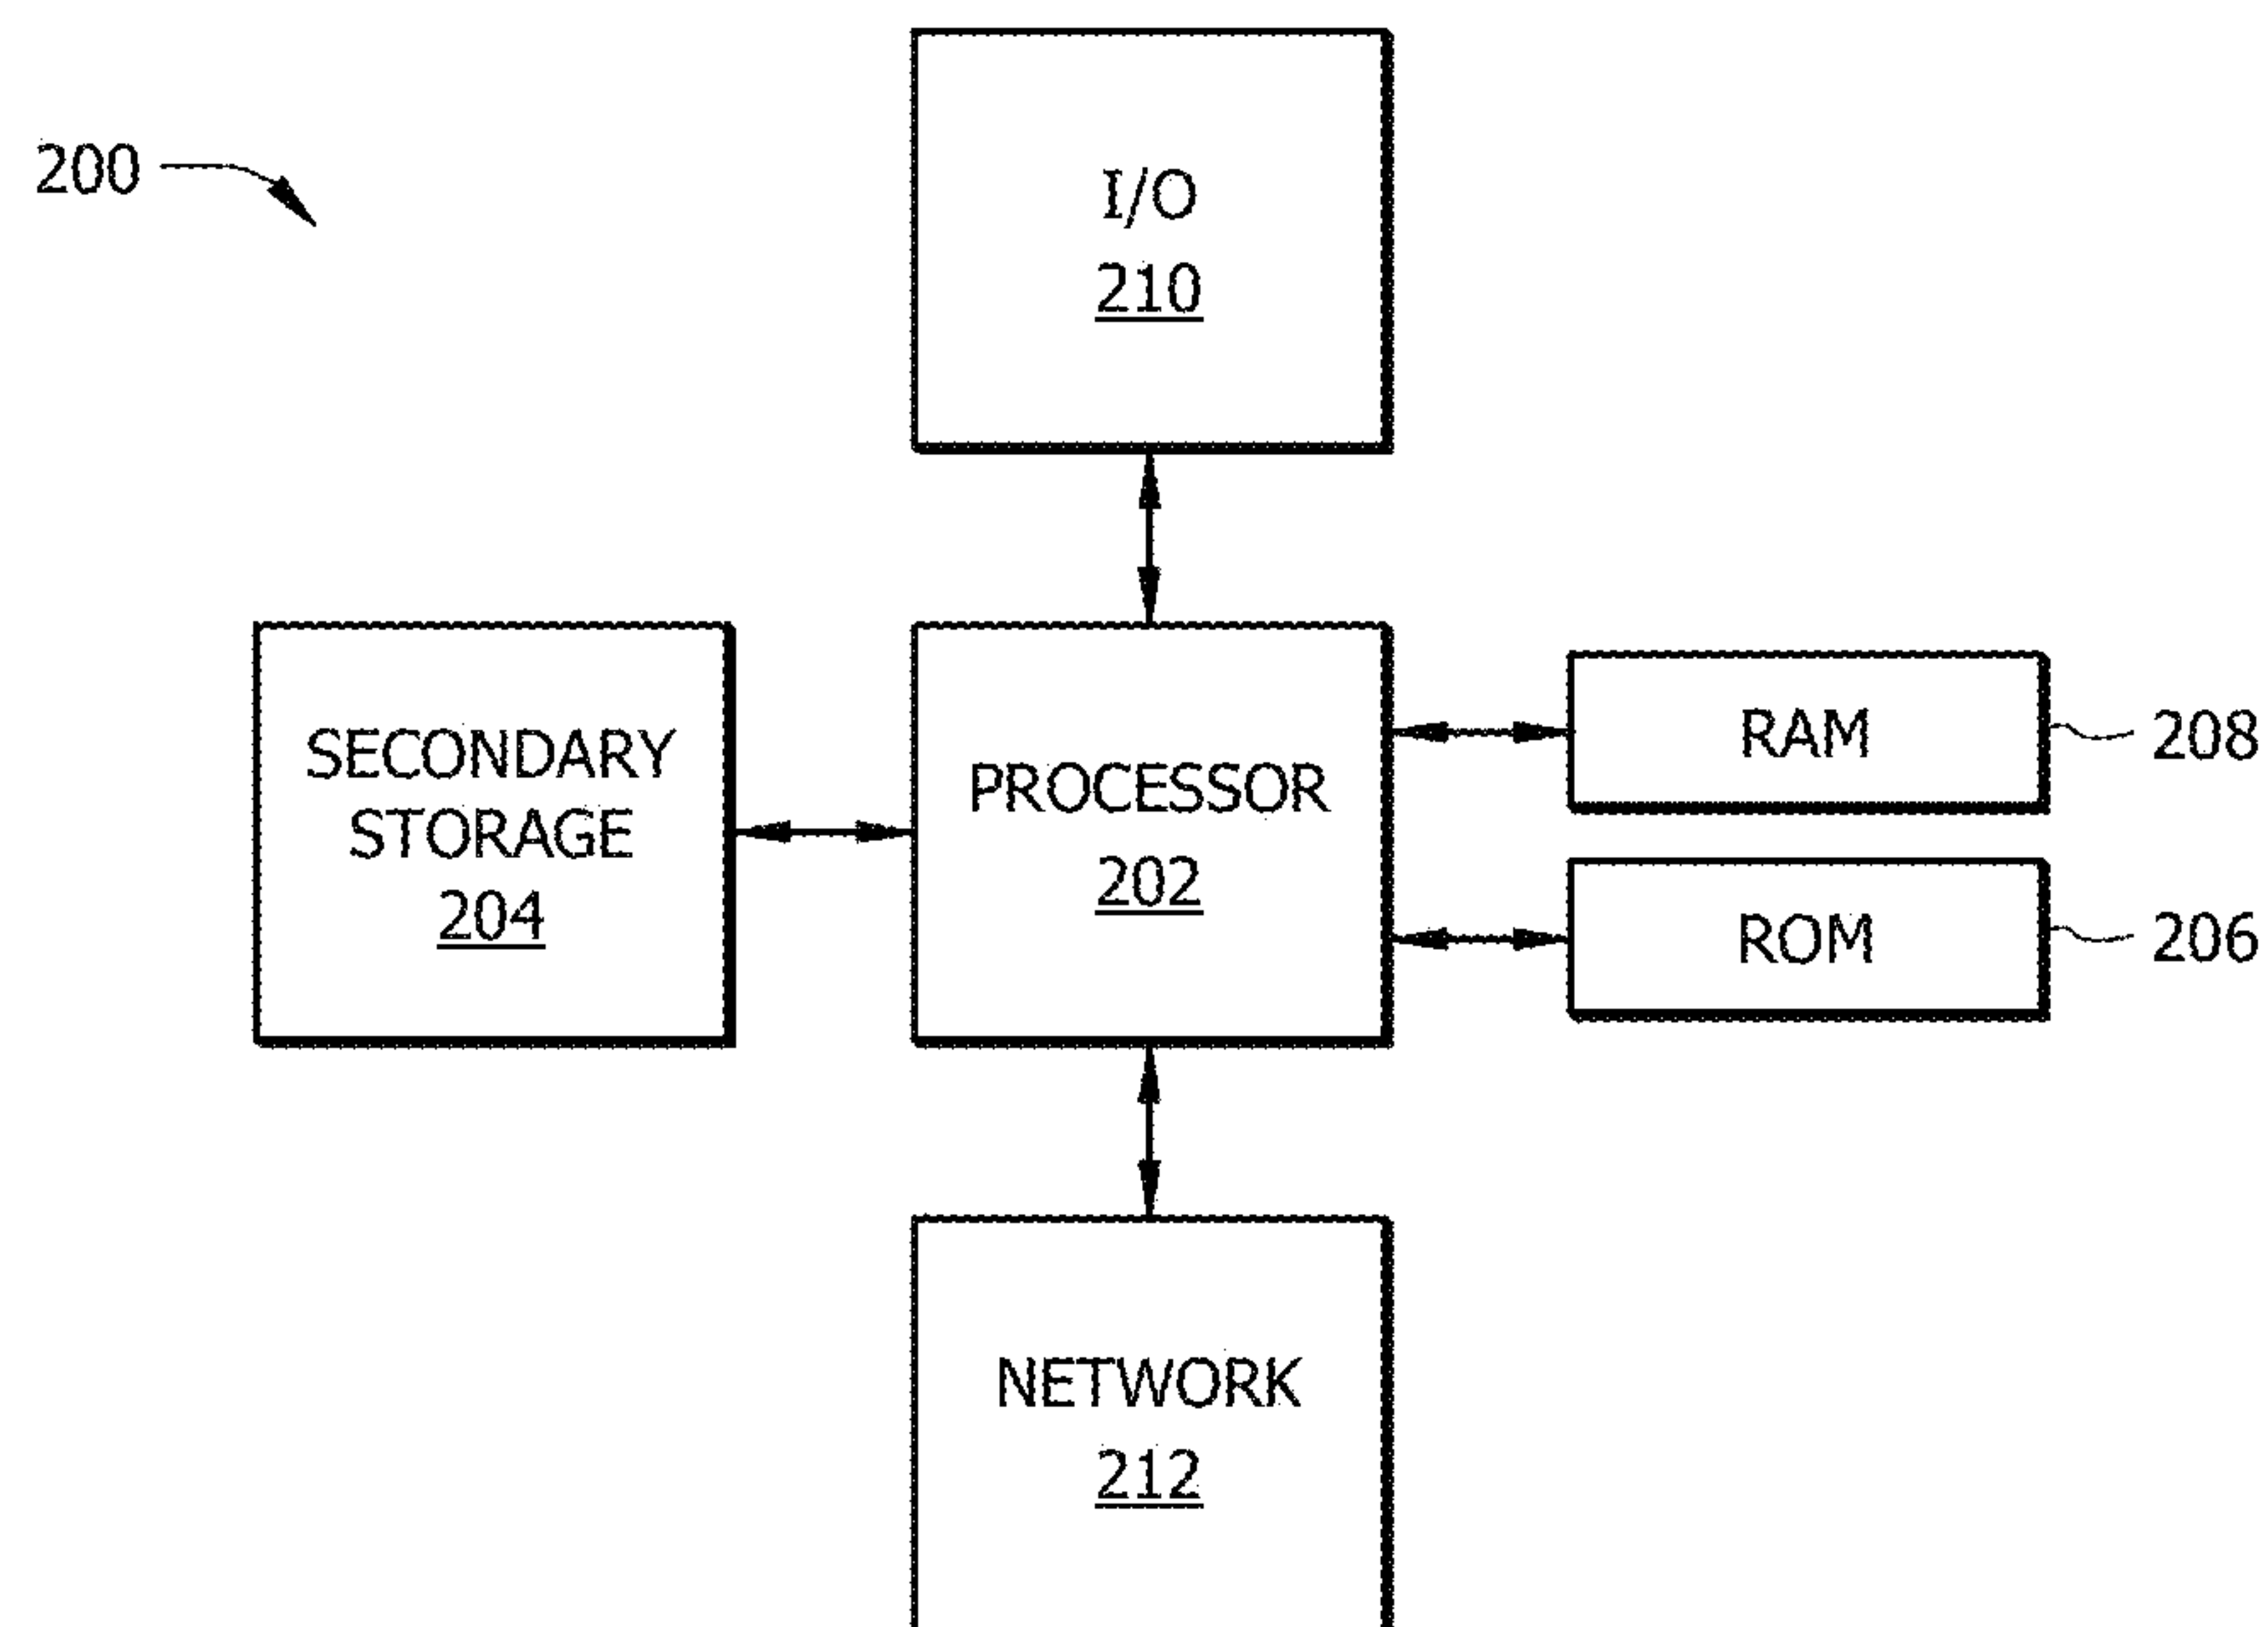 200
I/O
210
SECONDARY
STORAGE
204
PROCESSOR
202
RAM
208
ROM
206
NETWORK
212